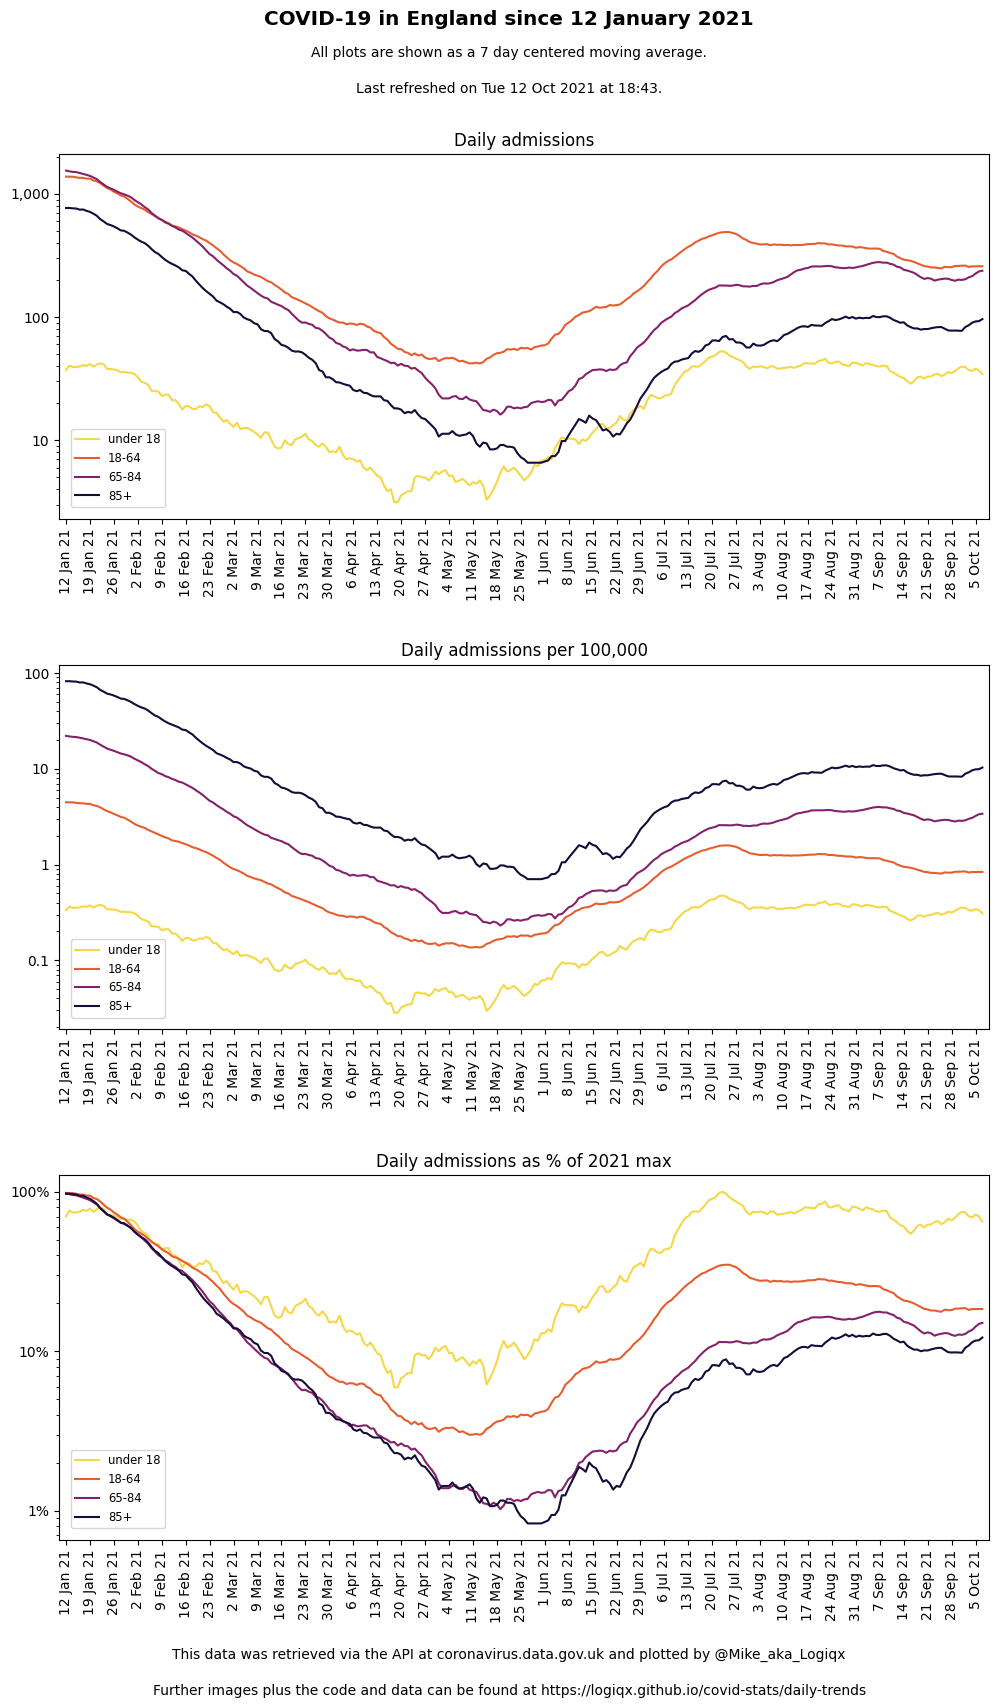 COVID-19 in England since 12 January 2021
All plots are shown as a 7 day centered moving average.
Last refreshed on Tue 12 Oct 2021 at 18:43.
Daily admissions
1,000
100
10
under 18
18-64
65-84
85+
12 Jan 21
19 Jan 21
26 Jan 21
2 Feb 21
9 Feb 21
16 Feb 21
23 Feb 21
2 Mar 21
9 Mar 21
16 Mar 21
23 Mar 21
30 Mar 21
6 Apr 21
13 Apr 21
20 Apr 21
27 Apr 21
4 May 21
11 May 21
18 May 21
25 May 21
1 Jun 21
8 Jun 21
15 Jun 21
22 Jun 21
29 Jun 21
6 Jul 21
13 Jul 21
20 Jul 21
27 Jul 21
3 Aug 21
10 Aug 21
17 Aug 21
24 Aug 21
31 Aug 21
7 Sep 21
14 Sep 21
21 Sep 21
28 Sep 21
5 Oct 21
Daily admissions per 100,000
100
10
1
0.1
under 18
18-64
65-84
85+
12 Jan 21
19 Jan 21
26 Jan 21
2 Feb 21
9 Feb 21
16 Feb 21
23 Feb 21
2 Mar 21
9 Mar 21
16 Mar 21
23 Mar 21
30 Mar 21
6 Apr 21
13 Apr 21
20 Apr 21
27 Apr 21
4 May 21
11 May 21
18 May 21
25 May 21
1 Jun 21
8 Jun 21
15 Jun 21
22 Jun 21
29 Jun 21
6 Jul 21
13 Jul 21
20 Jul 21
27 Jul 21
3 Aug 21
10 Aug 21
17 Aug 21
24 Aug 21
31 Aug 21
7 Sep 21
14 Sep 21
21 Sep 21
28 Sep 21
5 Oct 21
Daily admissions as % of 2021 max
100%
10%
1%
under 18
18-64
65-84
85+
12 Jan 21
19 Jan 21
26 Jan 21
2 Feb 21
9 Feb 21
16 Feb 21
23 Feb 21
2 Mar 21
9 Mar 21
16 Mar 21
23 Mar 21
30 Mar 21
6 Apr 21
13 Apr 21
20 Apr 21
27 Apr 21
4 May 21
11 May 21
18 May 21
25 May 21
1 Jun 21
8 Jun 21
15 Jun 21
22 Jun 21
29 Jun 21
6 Jul 21
13 Jul 21
20 Jul 21
27 Jul 21
3 Aug 21
10 Aug 21
17 Aug 21
24 Aug 21
31 Aug 21
7 Sep 21
14 Sep 21
21 Sep 21
28 Sep 21
5 Oct 21
This data was retrieved via the API at coronavirus.data.gov.uk and plotted by @Mike_aka_Logiqx
Further images plus the code and data can be found at https://logiqx.github.io/covid-stats/daily-trends